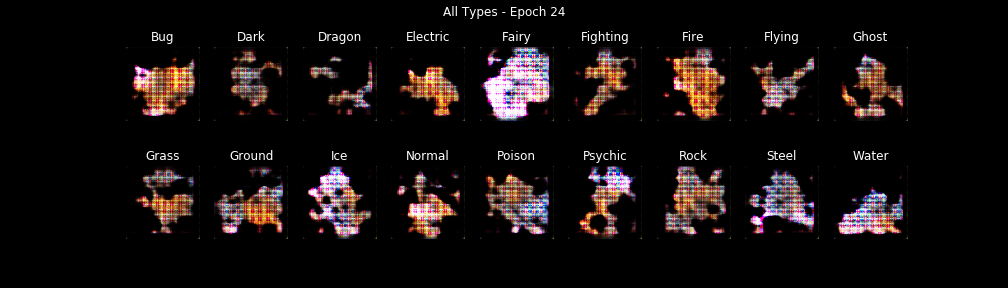 All Types - Epoch 24
Bug Dark Dragon Electric Fairy Fighting Fire Flying Ghost
Grass Ground Ice Normal Poison Psychic Rock Steel Water